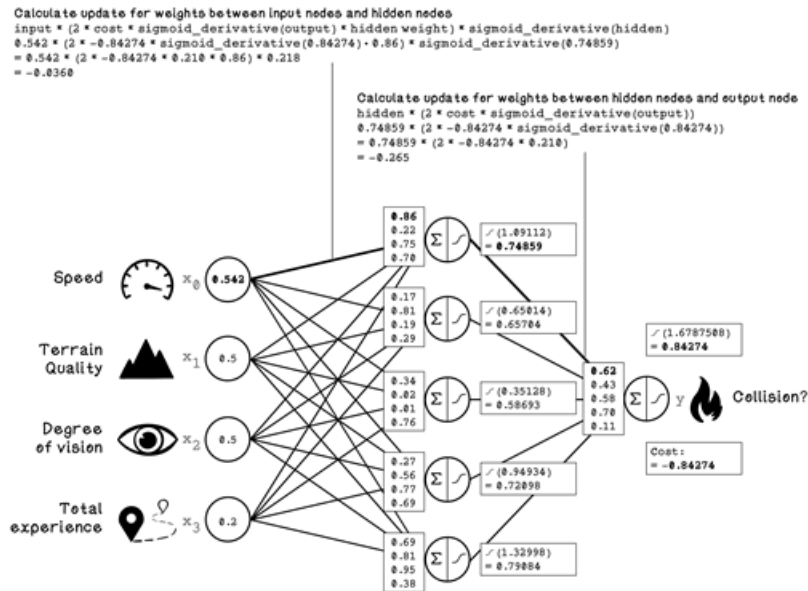 Calculate update for weights between input nodes and hidden nodes
input * (2 * cost * sigmoid_derivative(output) * hidden weight) * sigmoid_derivative(hidden)
0.542 * (2 * -0.84274 * sigmoid_derivative(0.84274) · 0.86) * sigmoid_derivative(0.74859)
= 0.542 * (2 * -0.84274 * 0.210 * 0.86) * 0.218
= -0.0360
Calculate update for weights between hidden nodes and output node
hidden * (2 * cost * sigmoid_derivative(output))
0.74859 * (2 * -0.84274 * sigmoid_derivative(0.84274))
= 0.74859 * (2 * -0.84274 * 0.210)
= -0.265
Speed
x0
0.542
Terrain
Quality
x1
0.5
Degree
of vision
x2
0.5
Total
experience
x3
0.2
0.86
0.22
0.75
0.70
Σ
(1.09112)
= 0.74859
0.17
0.81
0.19
0.29
Σ
(0.65014)
= 0.65704
0.34
0.02
0.01
0.76
Σ
(0.35128)
= 0.58693
0.27
0.56
0.77
0.69
Σ
(0.94934)
= 0.72098
0.69
0.81
0.95
0.38
Σ
(1.32998)
= 0.79084
0.62
0.43
0.58
0.70
0.11
Σ
y
Collision?
(1.6787508)
= 0.84274
Cost:
= -0.84274